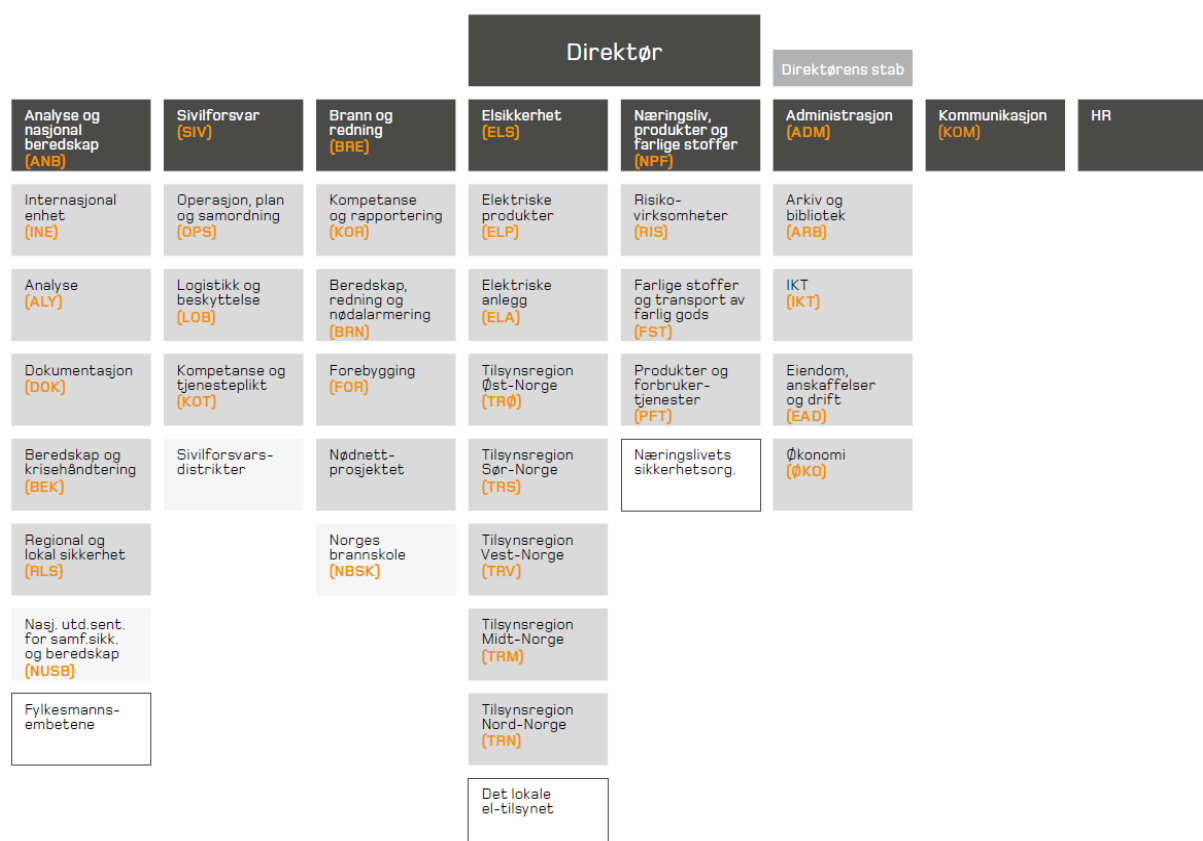 Direktør
Direktørens stab
Analyse og
nasjonal
beredskap
(ANB)
Sivilforsvar
(SIV)
Brann og
redning
(BRE)
Elsikkerhet
(ELS)
Næringsliv,
produkter og
farlige stoffer
(NPF)
Administrasjon
(ADM)
Kommunikasjon
(KOM)
HR
Internasjonal
enhet
(INE)
Operasjon, plan
og samordning
(OPS)
Kompetanse
og rapportering
(KOR)
Elektriske
produkter
(ELP)
Risiko-
virksomheter
(RIS)
Arkiv og
bibliotek
(ARB)
Analyse
(ALY)
Logistikk og
beskyttelse
(LOB)
Beredskap,
redning og
nødalarmering
(BRN)
Elektriske
anlegg
(ELA)
Farlige stoffer
og transport av
farlig gods
(FST)
IKT
(IKT)
Dokumentasjon
(DOK)
Kompetanse og
tjenesteplikt
(KOT)
Forebygging
(FOR)
Tilsynsregion
Øst-Norge
(TRØ)
Produkter og
forbruker-
tjenester
(PFT)
Eiendom,
anskaffelser
og drift
(EAD)
Beredskap og
krisehåndtering
(BEK)
Sivilforsvars-
distrikter
Nødnett-
prosjektet
Tilsynsregion
Sør-Norge
(TRS)
Næringslivets
sikkerhetsorg.
Økonomi
(ØKO)
Regional og
lokal sikkerhet
(RLS)
Norges
brannskole
(NBSK)
Tilsynsregion
Vest-Norge
(TRV)
Nasj. utd.sent.
for samf.sikk.
og beredskap
(NUSB)
Tilsynsregion
Midt-Norge
(TRM)
Fylkesmanns-
embetene
Tilsynsregion
Nord-Norge
(TRN)
Det lokale
el-tilsynet